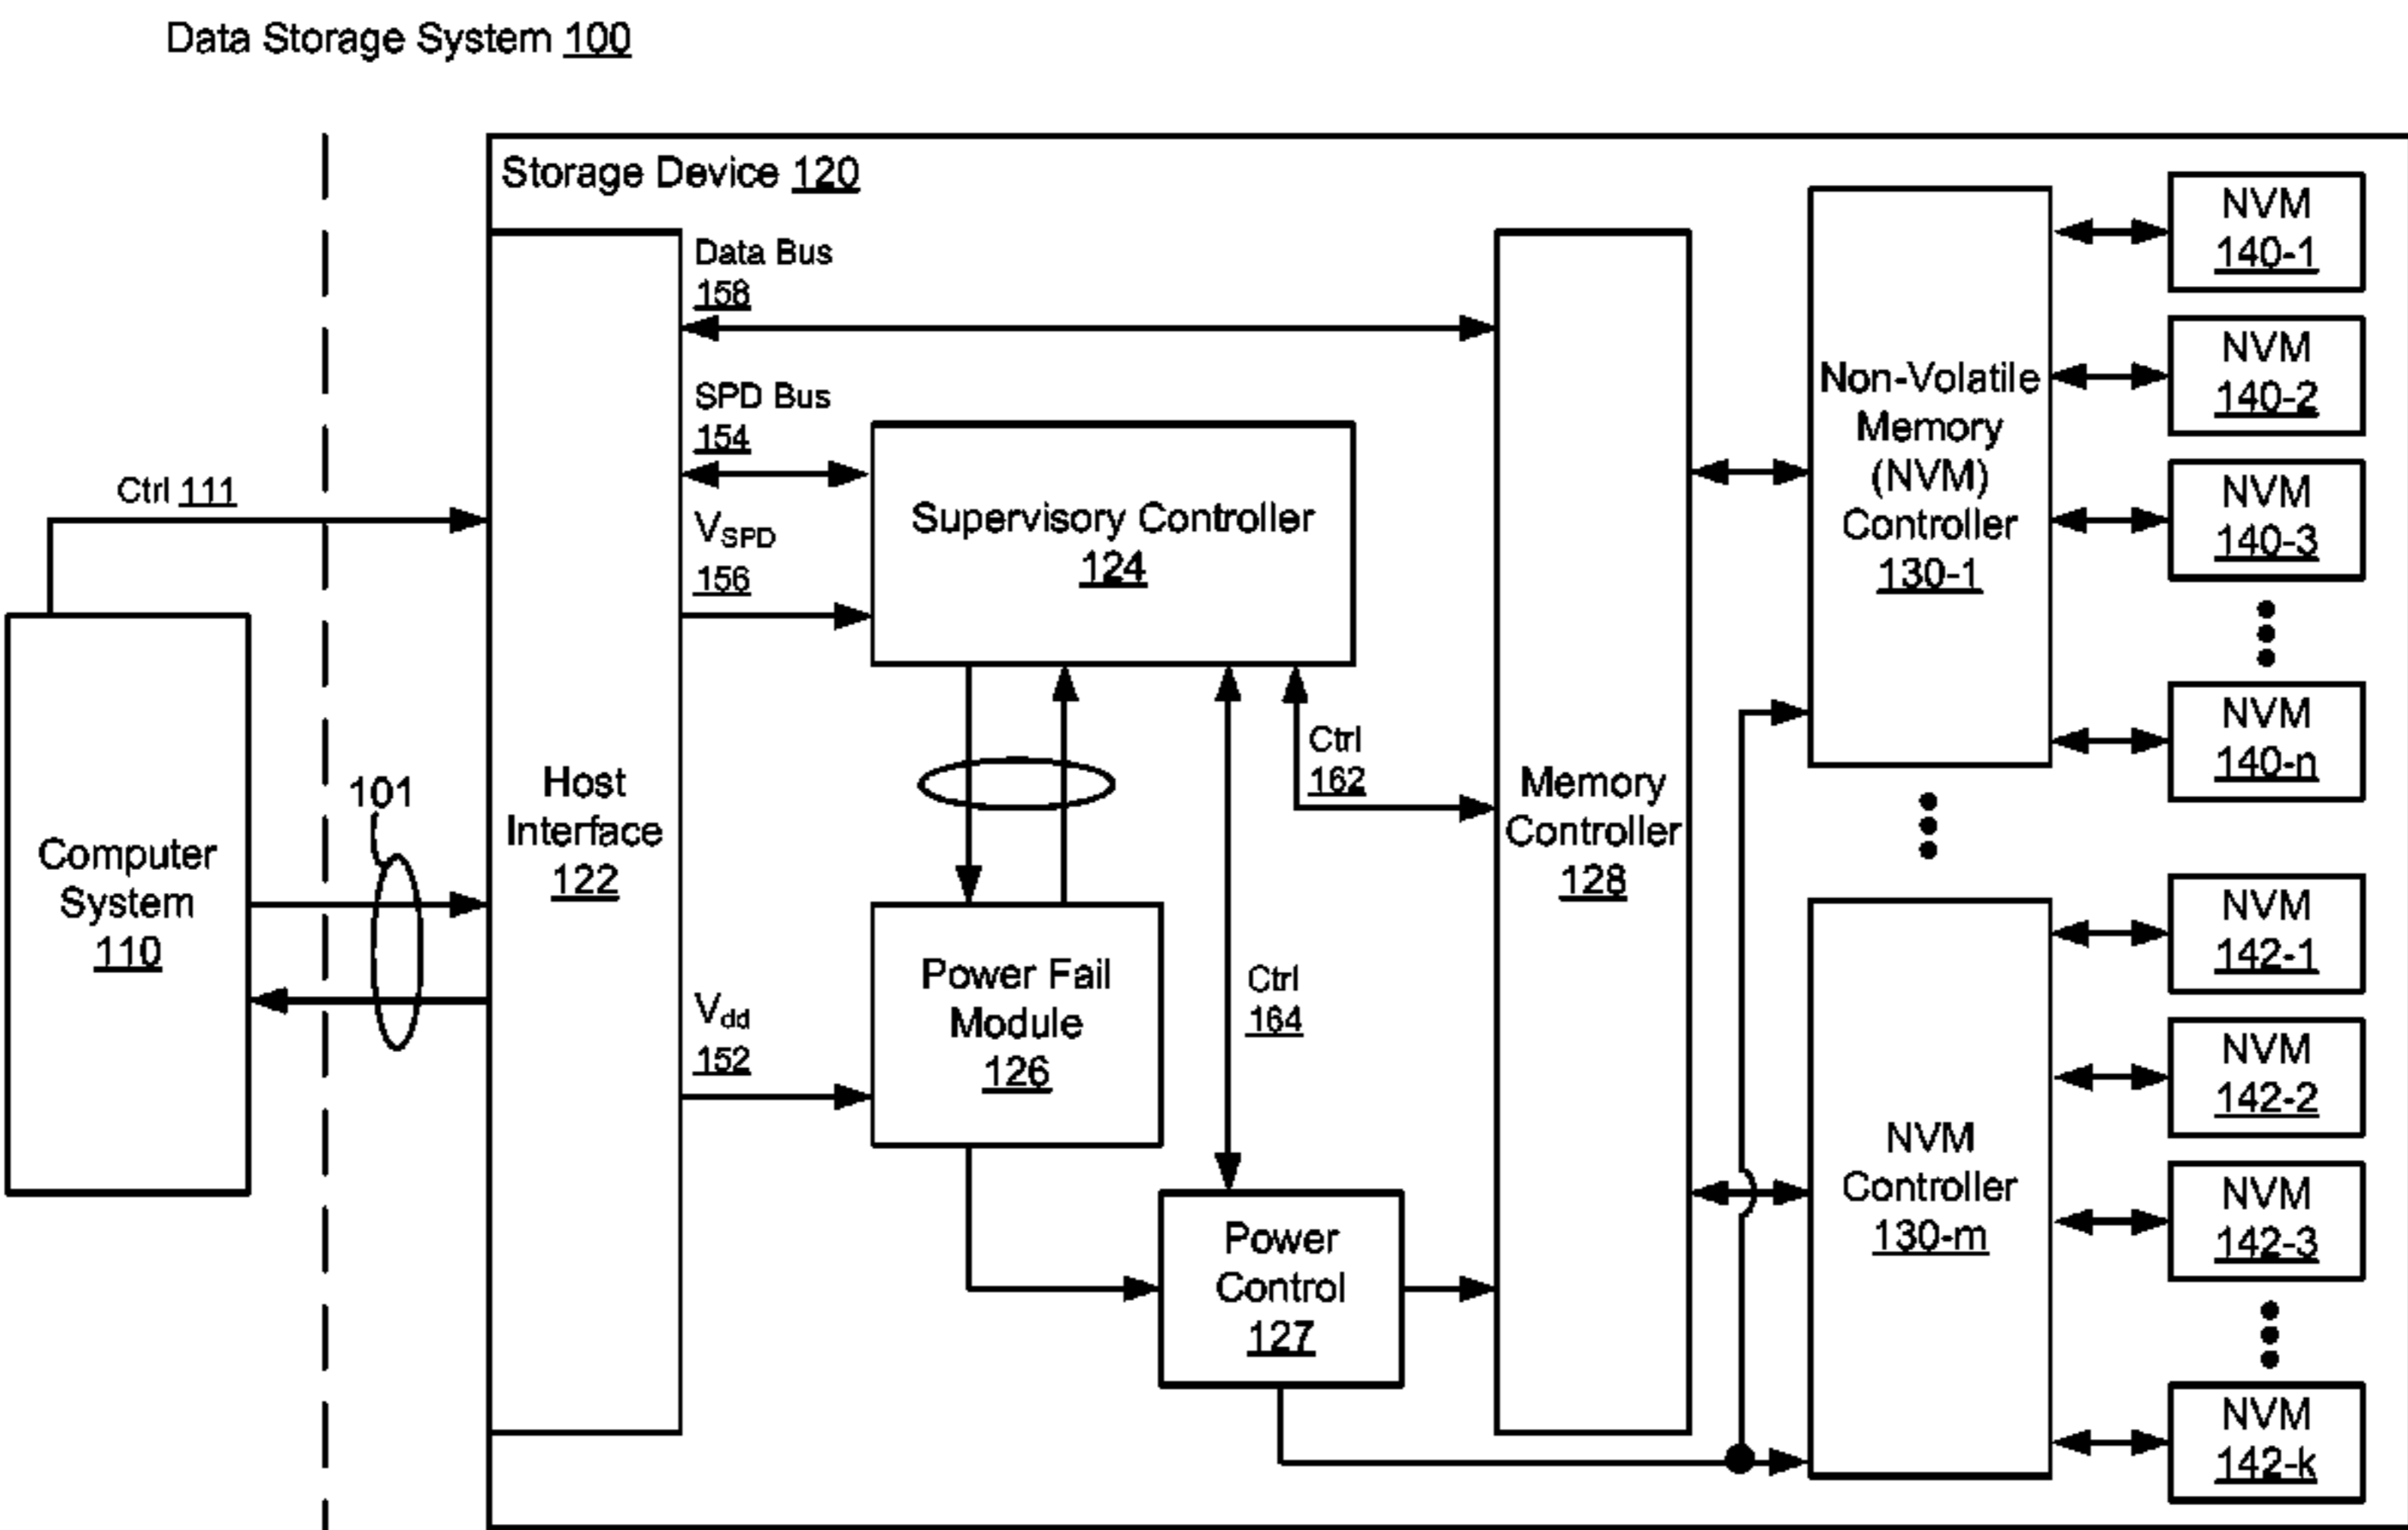 Data Storage System 100
Storage Device 120
Ctrl 111
Computer
System
110
101
Host
Interface
122
Data Bus
158
SPD Bus
154
VSPD
156
Vdd
152
Supervisory Controller
124
Power Fail
Module
126
Ctrl
162
Ctrl
164
Power
Control
127
Memory
Controller
128
Non-Volatile
Memory
(NVM)
Controller
130-1
NVM
Controller
130-m
NVM
140-1
NVM
140-2
NVM
140-3
NVM
140-n
NVM
142-1
NVM
142-2
NVM
142-3
NVM
142-k